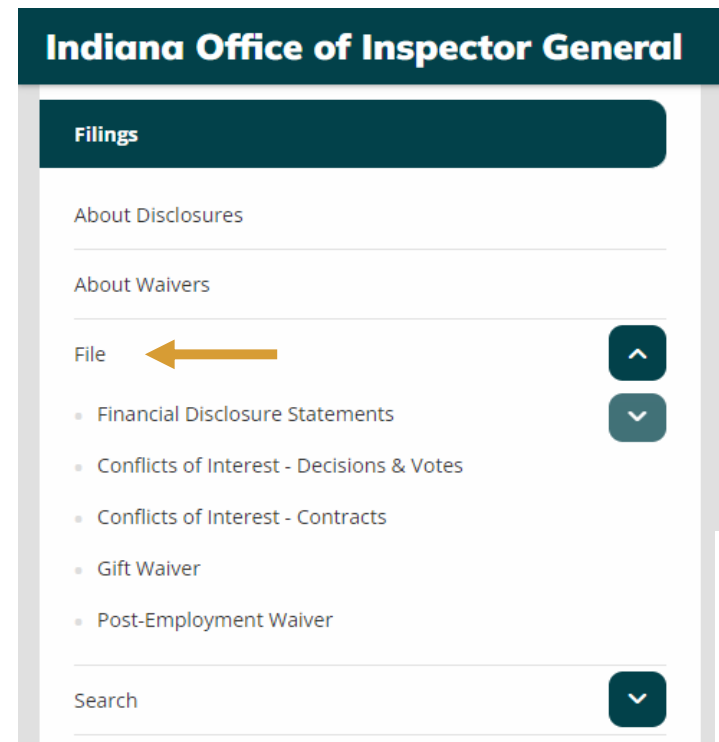 Indiana Office of Inspector General
Filings
About Disclosures
About Waivers
File
Financial Disclosure Statements
Conflicts of Interest - Decisions & Votes
Conflicts of Interest - Contracts
Gift Waiver
Post-Employment Waiver
Search